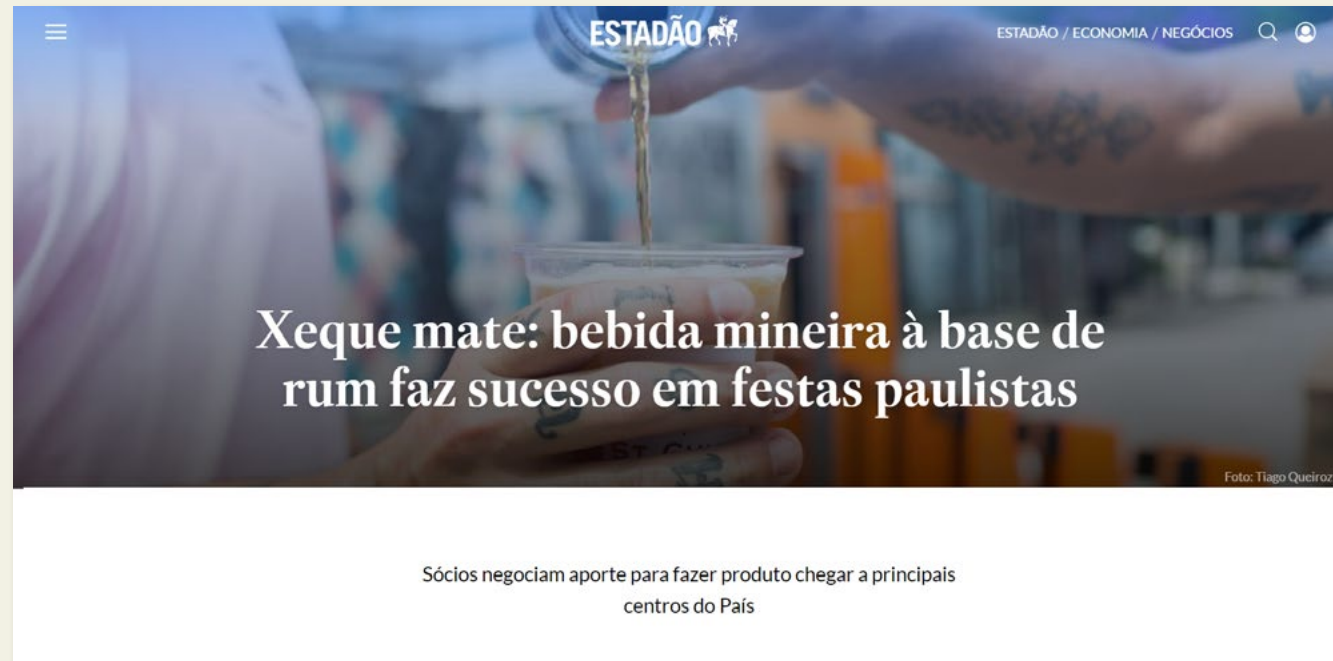 ESTADÃO
ESTADÃO / ECONOMIA / NEGÓCIOS
Xeque mate: bebida mineira à base de
rum faz sucesso em festas paulistas
Foto: Tiago Queiroz
Sócios negociam aporte para fazer produto chegar a principais
centros do País